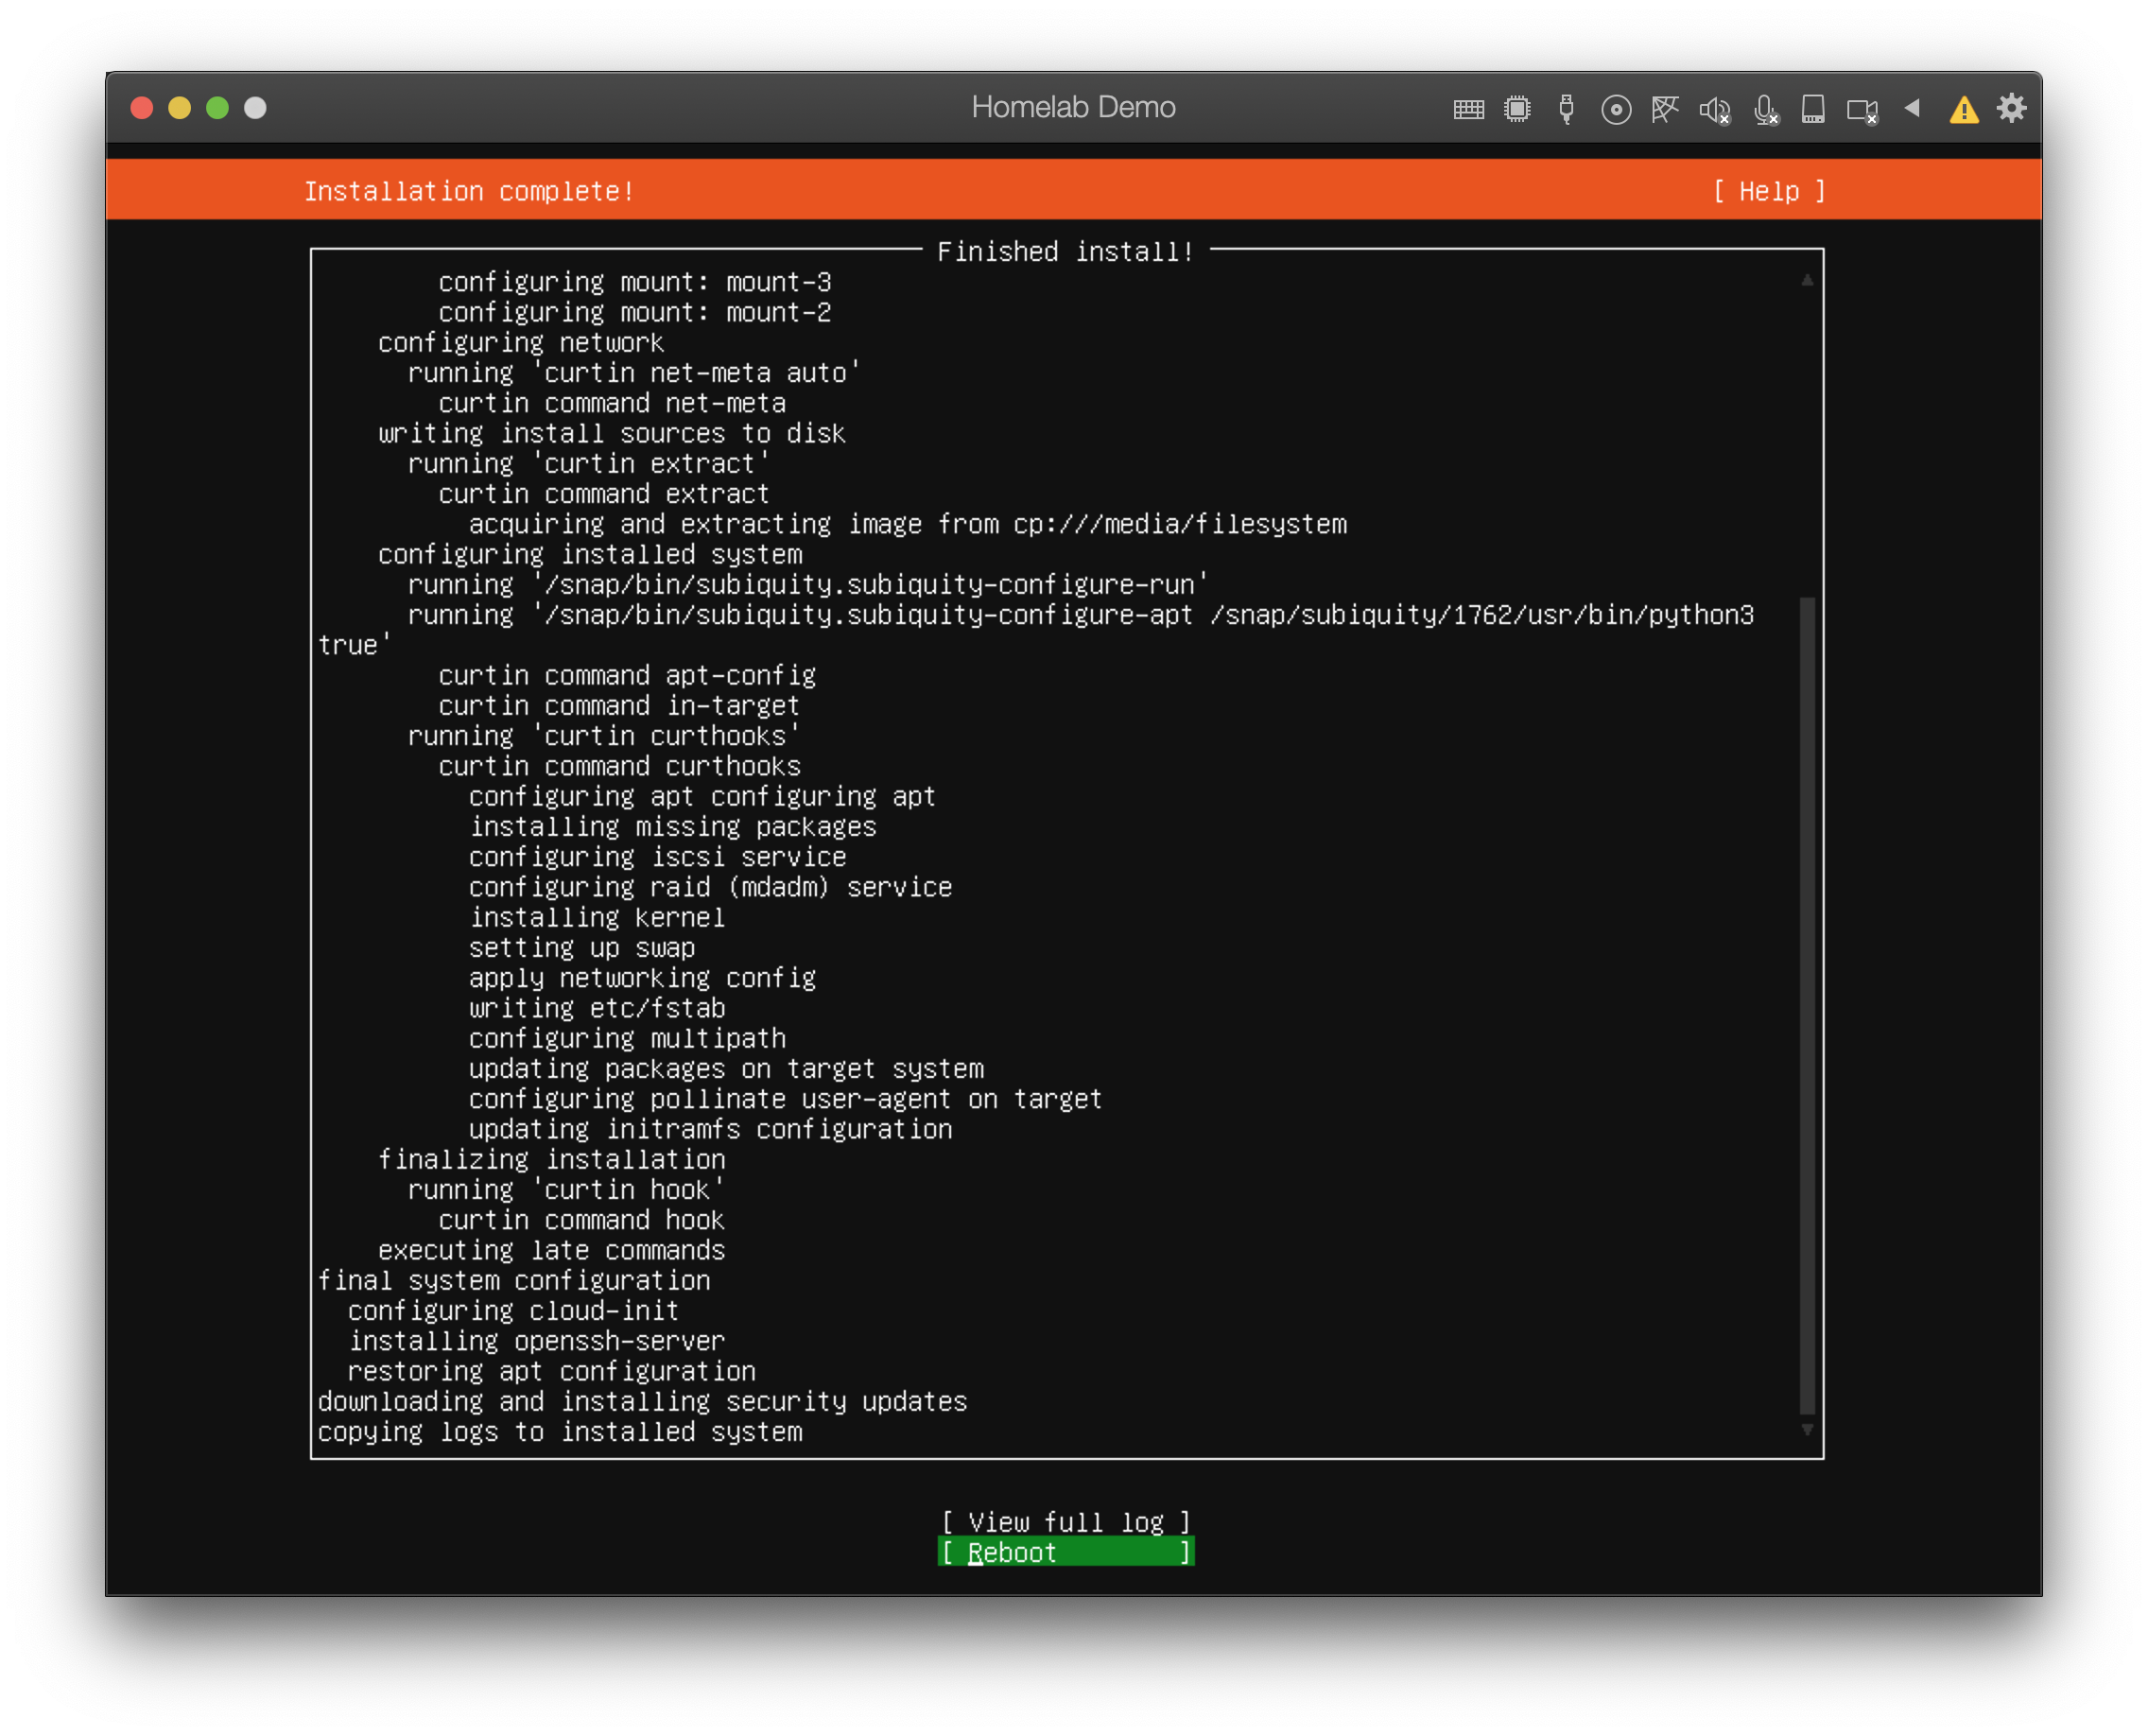 Homelab Demo
Installation complete! [ Help ]
Finished install!
configuring mount: mount-3
configuring mount: mount-2
configuring network
running 'curtin net-meta auto'
curtin command net-meta
writing install sources to disk
running 'curtin extract'
curtin command extract
acquiring and extracting image from cp:///media/filesystem
configuring installed system
running '/snap/bin/subiquity.subiquity-configure-run'
running '/snap/bin/subiquity.subiquity-configure-apt /snap/subiquity/1762/usr/bin/python3
true'
curtin command apt-config
curtin command in-target
running 'curtin curthooks'
curtin command curthooks
configuring apt configuring apt
installing missing packages
configuring iscsi service
configuring raid (mdadm) service
installing kernel
setting up swap
apply networking config
writing etc/fstab
configuring multipath
updating packages on target system
configuring pollinate user-agent on target
updating initramfs configuration
finalizing installation
running 'curtin hook'
curtin command hook
executing late commands
final system configuration
configuring cloud-init
installing openssh-server
restoring apt configuration
downloading and installing security updates
copying logs to installed system
[ View full log ]
[ Reboot ]